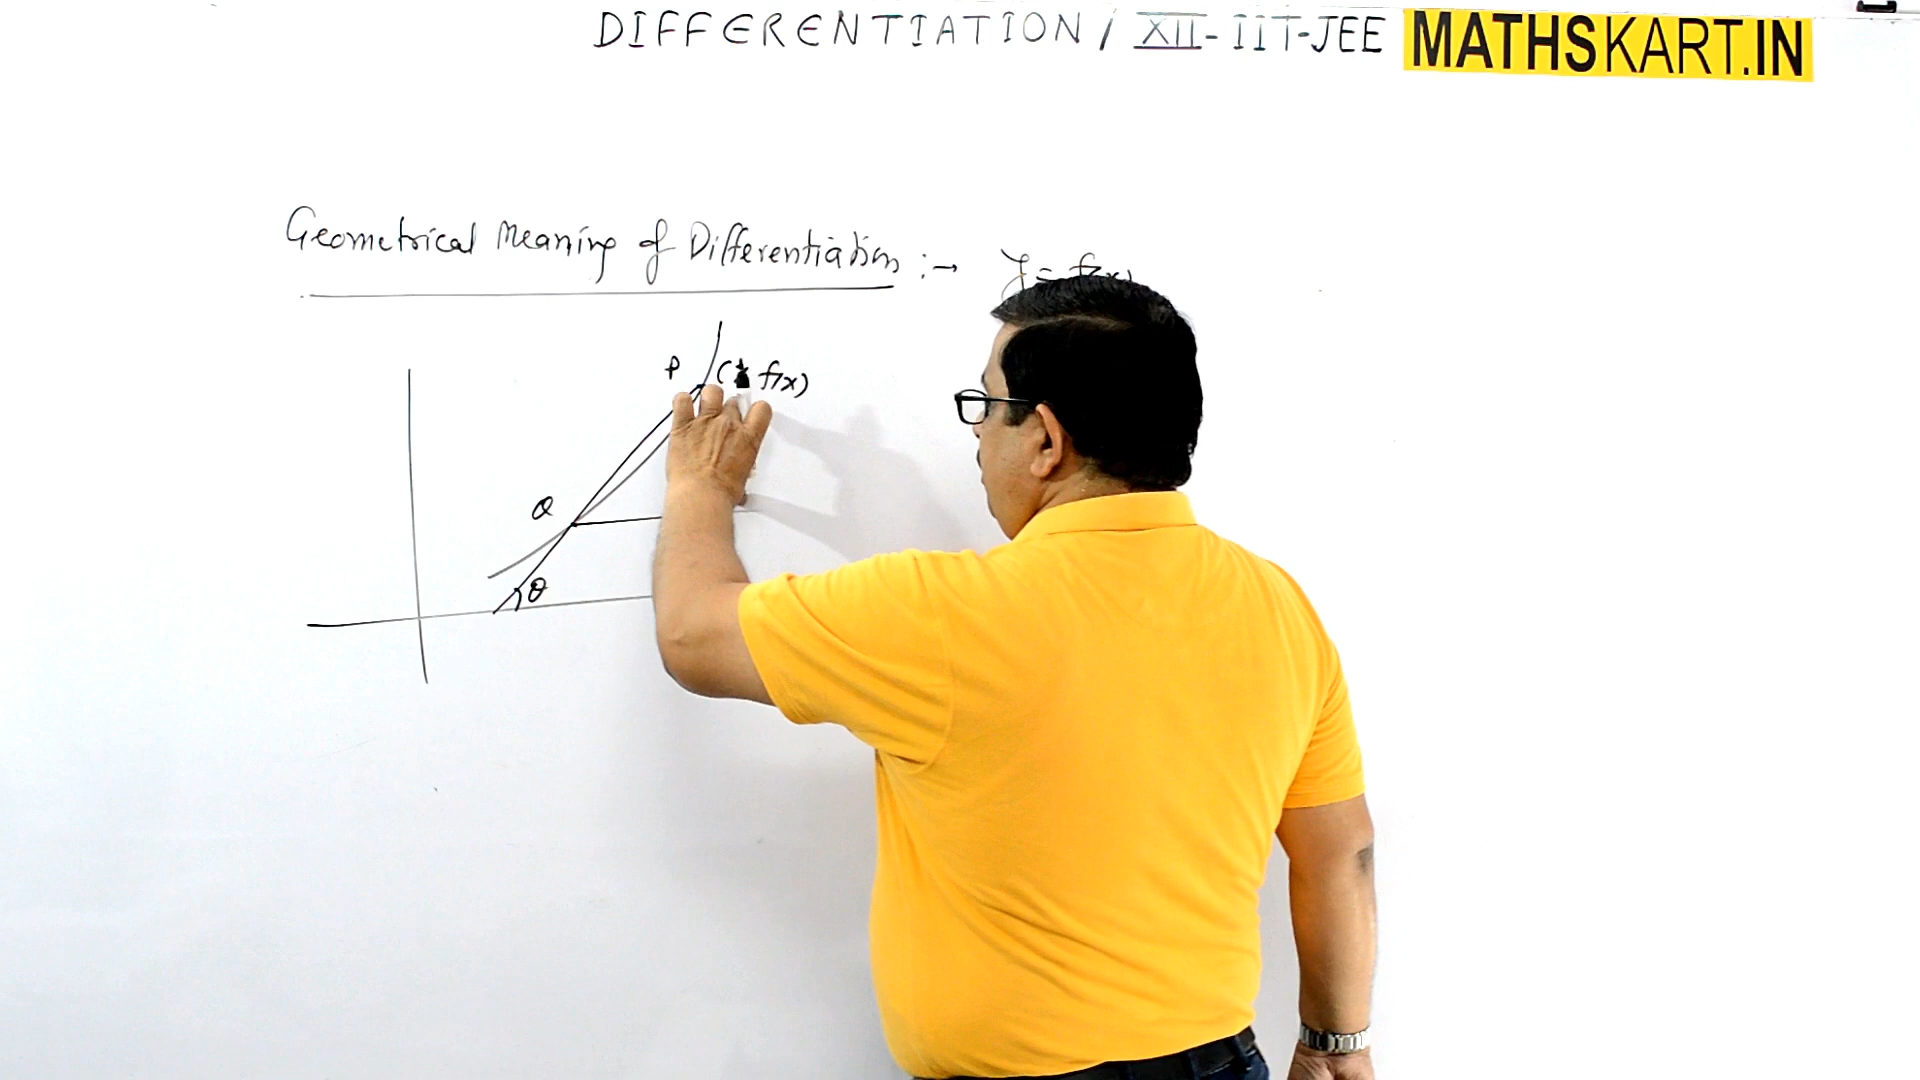 DIFFERENTIATION / XII - IIT-JEE MATHSKART.IN
Geometrical Meaning of Differentiation :→ y = f(x)
P ( f(x)
Q
θ